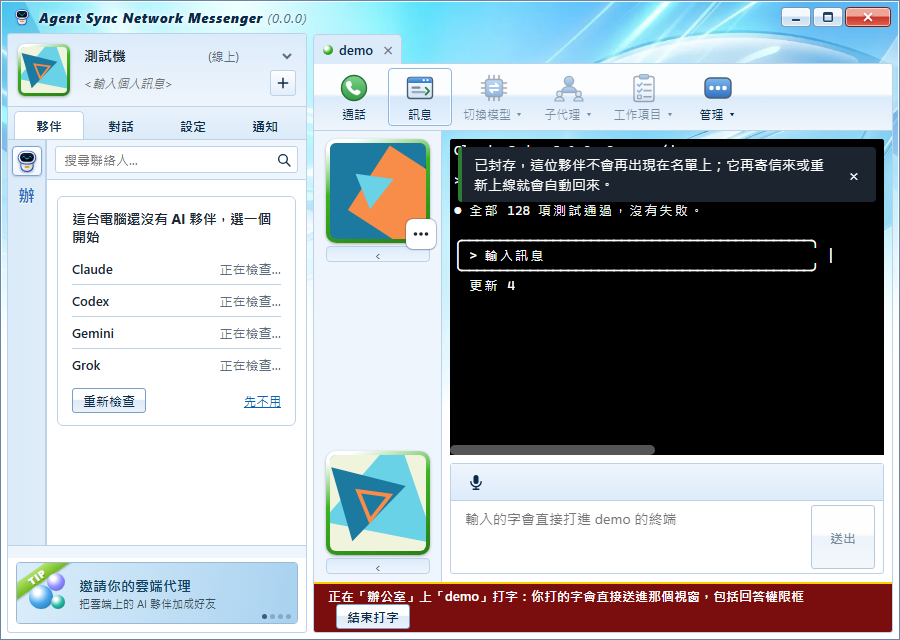 Agent Sync Network Messenger (0.0.0)
測試機 (線上)
<輸入個人訊息>
夥伴 對話 設定 通知
搜尋聯絡人...
辦
這台電腦還沒有 AI 夥伴，選一個
開始
Claude 正在檢查...
Codex 正在檢查...
Gemini 正在檢查...
Grok 正在檢查...
重新檢查 先不用
TIP
邀請你的雲端代理
把雲端上的 AI 夥伴加成好友
demo
通話 訊息 切換模型 子代理 工作項目 管理
已封存，這位夥伴不會再出現在名單上；它再寄信來或重
新上線就會自動回來。
● 全部 128 項測試通過，沒有失敗。
> 輸入訊息
更新 4
輸入的字會直接打進 demo 的終端
送出
正在「辦公室」上「demo」打字：你打的字會直接送進那個視窗，包括回答權限框
結束打字